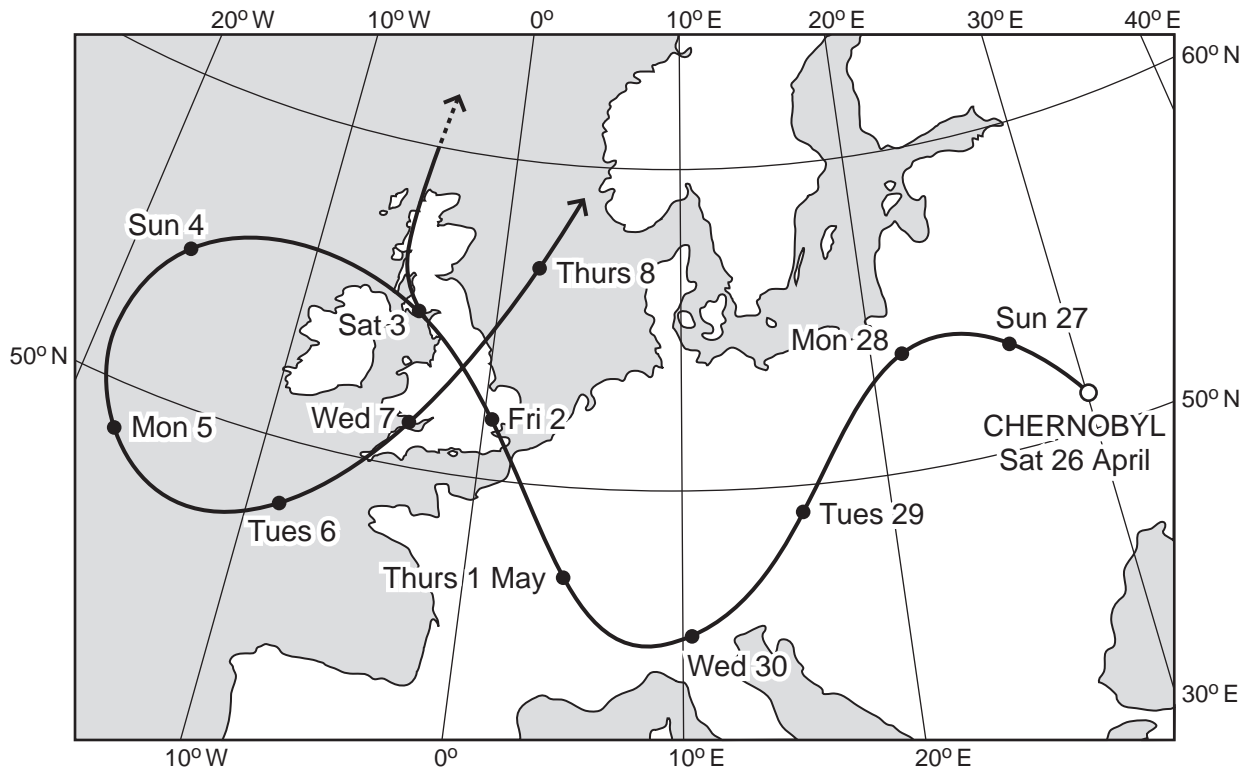 20° W 10° W 0° 10° E 20° E 30° E 40° E
60° N
Sun 4
Thurs 8
Sun 27
Sat 3
Mon 28
50° N
50° N
Wed 7
Fri 2
Mon 5
CHERNOBYL
Sat 26 April
Tues 29
Tues 6
Thurs 1 May
Wed 30
30° E
10° W 0° 10° E 20° E